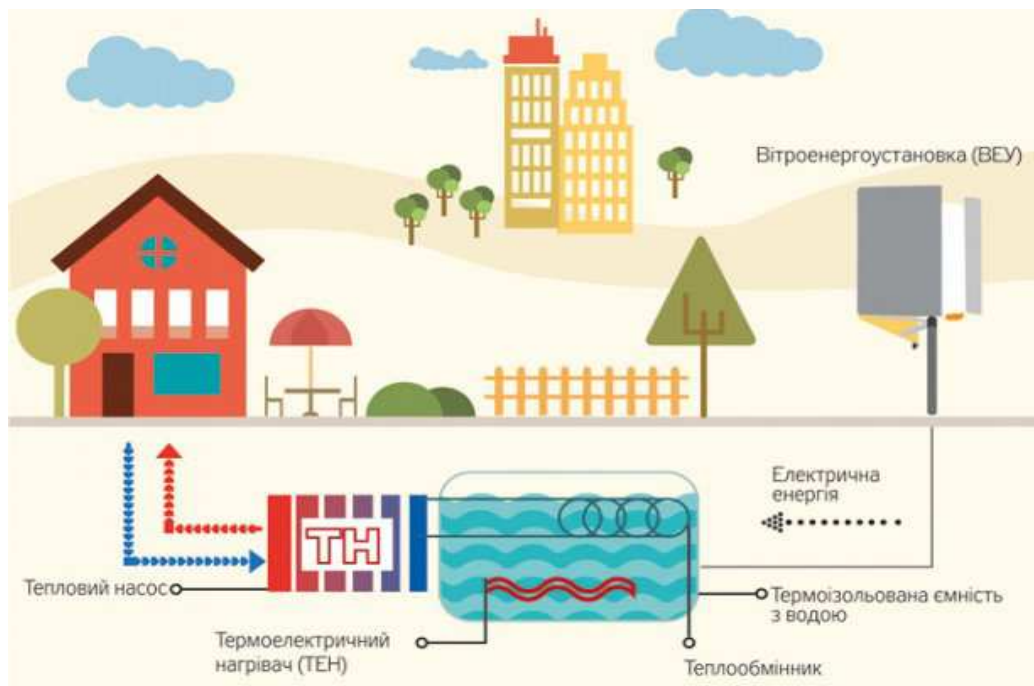 Вітроенергоустановка (ВЕУ)
Електрична
енергія
ТН
Тепловий насос
Термоізольована ємність
з водою
Термоелектричний
нагрівач (ТЕН)
Теплообмінник